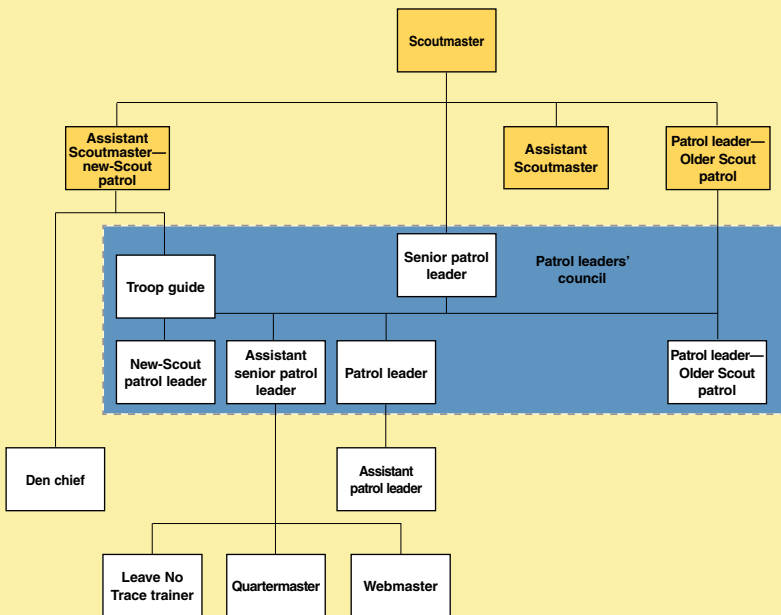 Scoutmaster
Assistant
Scoutmaster—
new-Scout
patrol
Assistant
Scoutmaster
Patrol leader—
Older Scout
patrol
Senior patrol
leader
Patrol leaders’
council
Troop guide
New-Scout
patrol leader
Assistant
senior patrol
leader
Patrol leader
Patrol leader—
Older Scout
patrol
Den chief
Assistant
patrol leader
Leave No
Trace trainer
Quartermaster
Webmaster